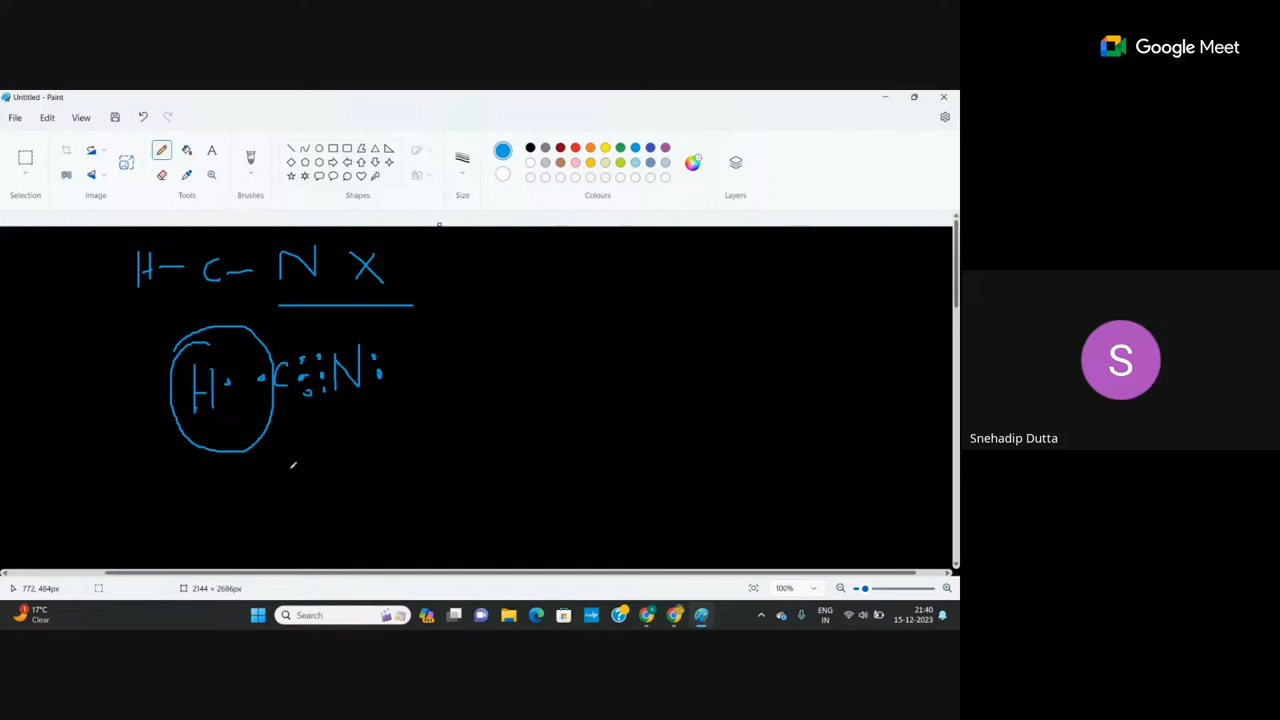 Google Meet
Untitled - Paint
File Edit View
Selection Image Tools Brushes Shapes Size Colours Layers
H – C – N X
H · · C ⋮⋮ N :
S
Snehadip Dutta
772, 484px 2144 × 2686px 100%
17°C
Clear
Search
ENG
IN
21:40
15-12-2023